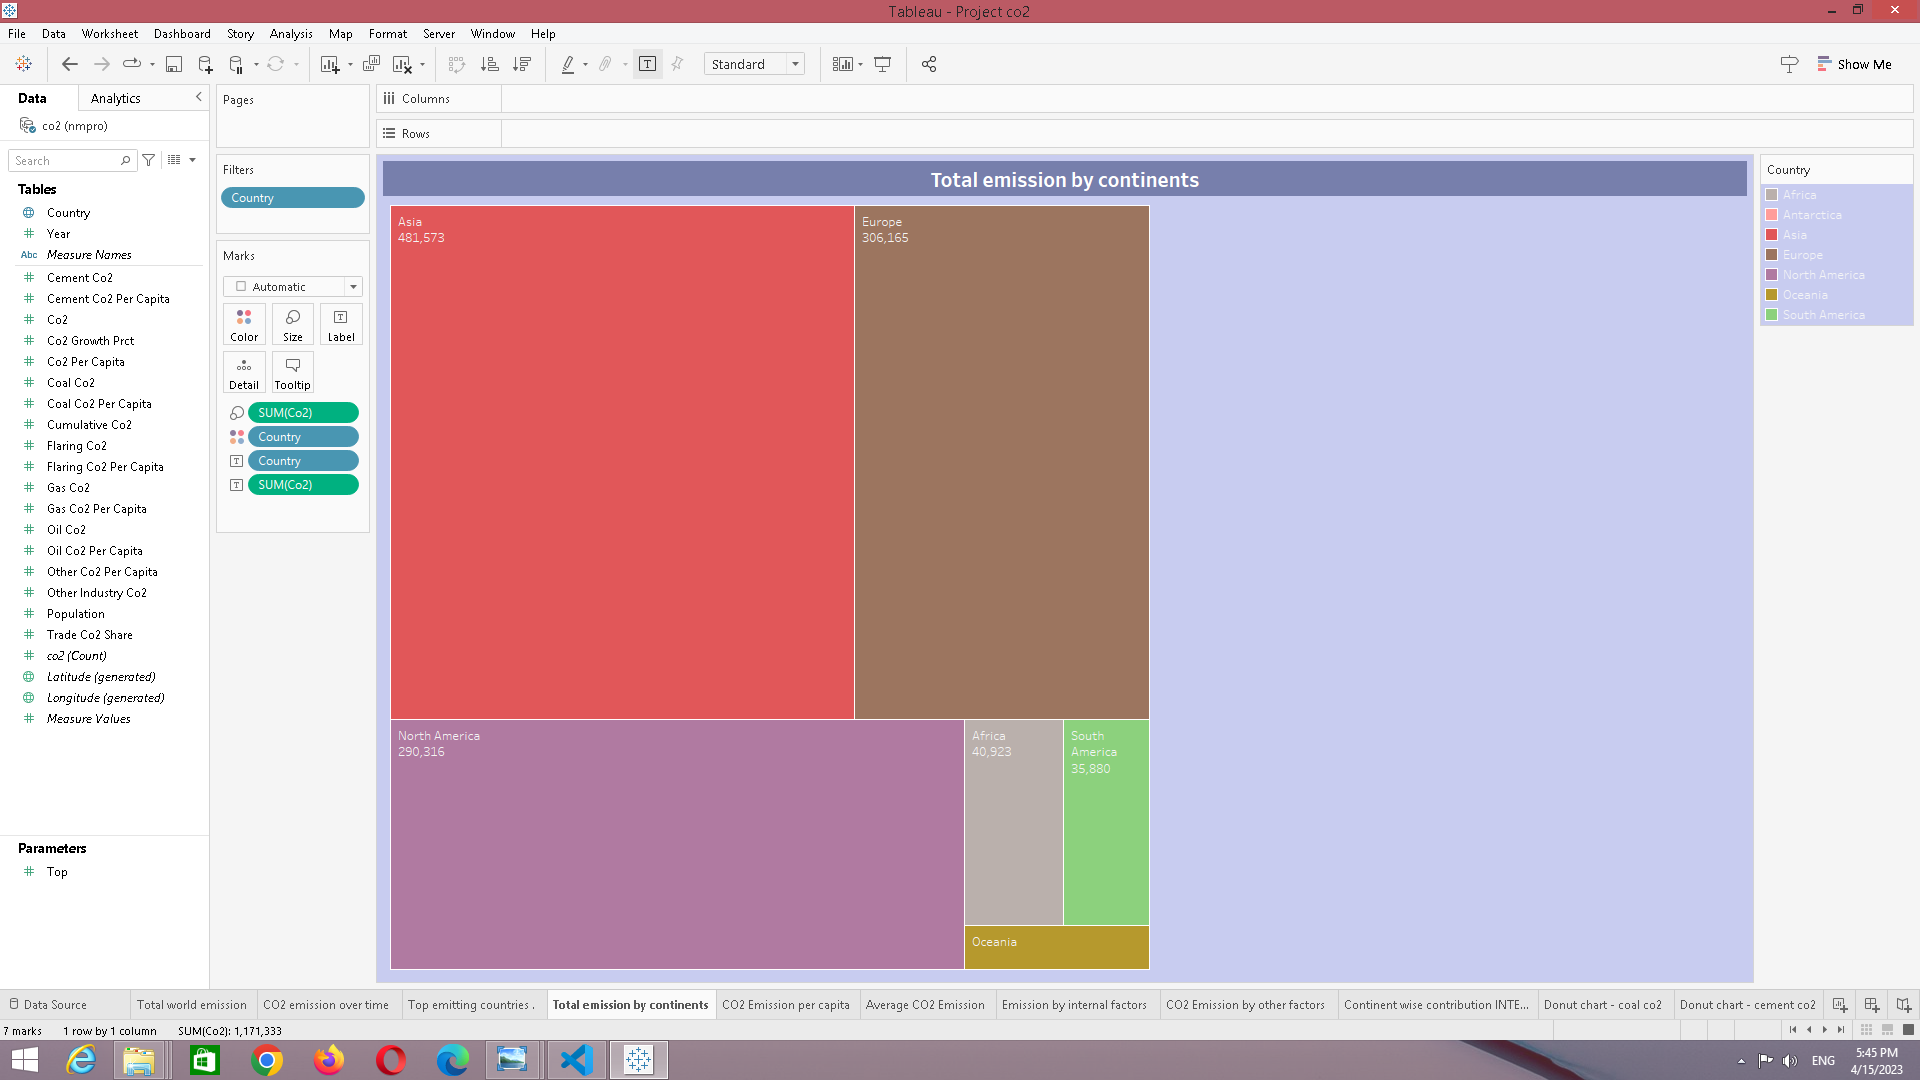 Tableau - Project co2
File Data Worksheet Dashboard Story Analysis Map Format Server Window Help
Standard
Show Me
Data Analytics
co2 (nmpro)
Search
Tables
Country
Year
Abc Measure Names
Cement Co2
Cement Co2 Per Capita
Co2
Co2 Growth Prct
Co2 Per Capita
Coal Co2
Coal Co2 Per Capita
Cumulative Co2
Flaring Co2
Flaring Co2 Per Capita
Gas Co2
Gas Co2 Per Capita
Oil Co2
Oil Co2 Per Capita
Other Co2 Per Capita
Other Industry Co2
Population
Trade Co2 Share
co2 (Count)
Latitude (generated)
Longitude (generated)
Measure Values
Parameters
Top
Pages
Filters
Country
Marks
Automatic
Color Size Label
Detail Tooltip
SUM(Co2)
Country
Country
SUM(Co2)
Columns
Rows
Total emission by continents
Asia
481,573
Europe
306,165
North America
290,316
Africa
40,923
South
America
35,880
Oceania
Country
Africa
Antarctica
Asia
Europe
North America
Oceania
South America
Data Source Total world emission CO2 emission over time Top emitting countries . Total emission by continents CO2 Emission per capita Average CO2 Emission Emission by internal factors CO2 Emission by other factors Continent wise contribution INTE... Donut chart - coal co2 Donut chart - cement co2
7 marks 1 row by 1 column SUM(Co2): 1,171,333
ENG
5:45 PM
4/15/2023